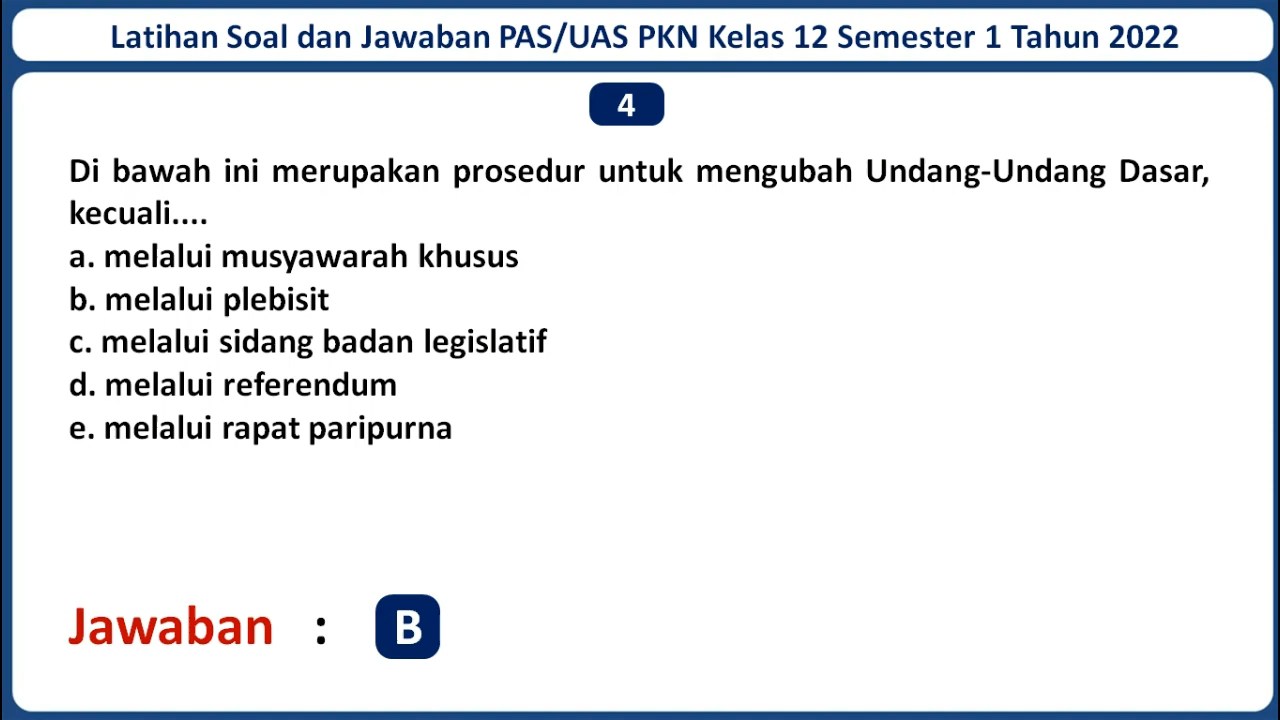 Latihan Soal dan Jawaban PAS/UAS PKN Kelas 12 Semester 1 Tahun 2022
4
Di bawah ini merupakan prosedur untuk mengubah Undang-Undang Dasar,
kecuali....
a. melalui musyawarah khusus
b. melalui plebisit
c. melalui sidang badan legislatif
d. melalui referendum
e. melalui rapat paripurna
Jawaban : B